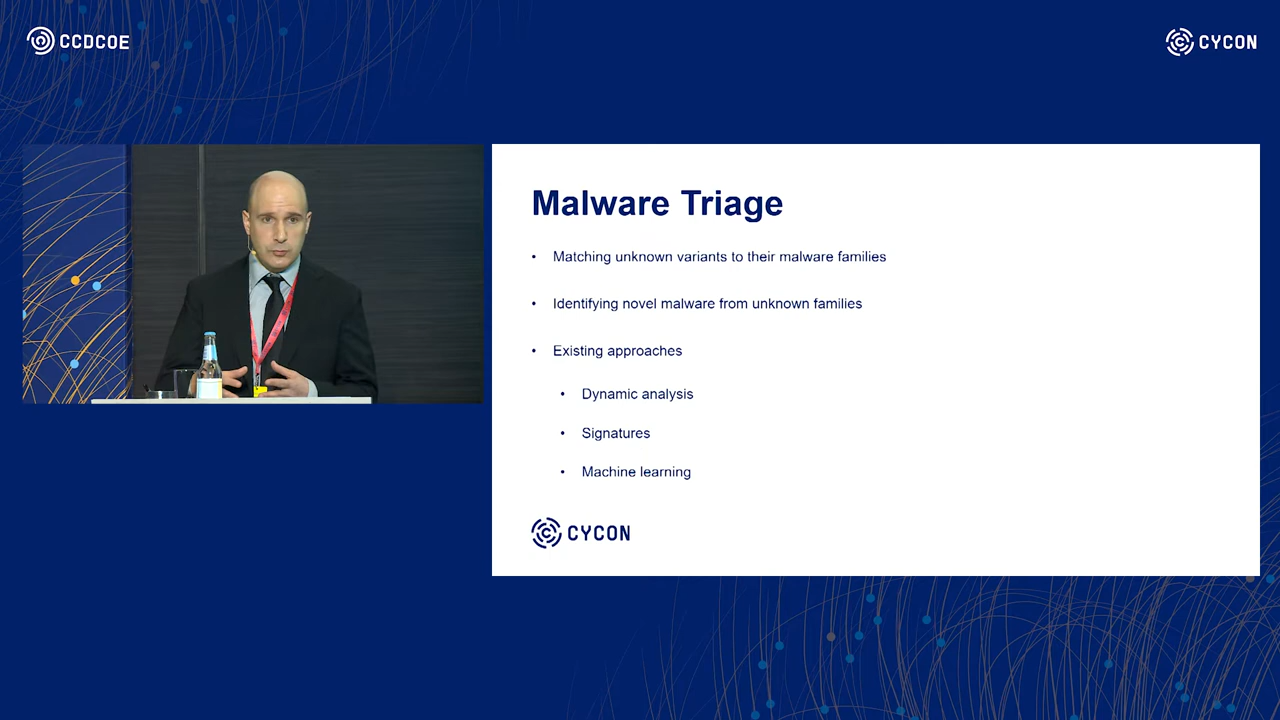 CCDCOE
CYCON
Malware Triage
• Matching unknown variants to their malware families
• Identifying novel malware from unknown families
• Existing approaches
• Dynamic analysis
• Signatures
• Machine learning
CYCON